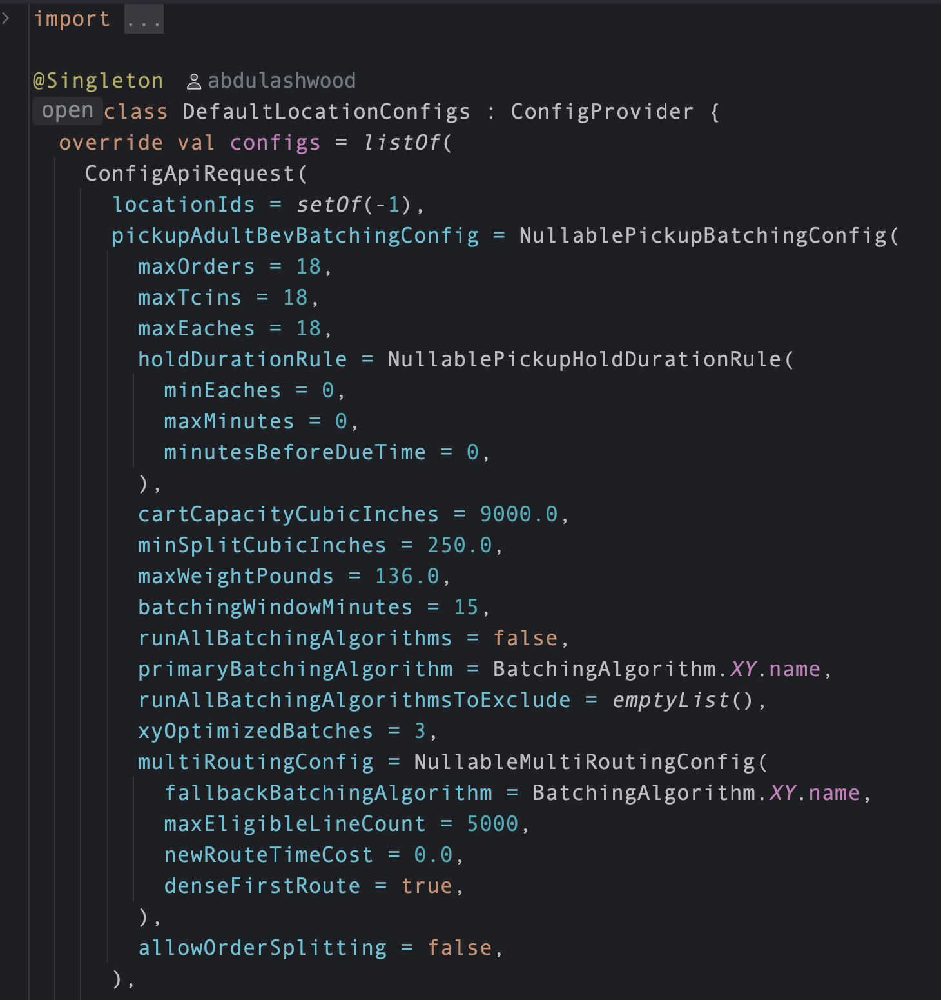 import ...
@Singleton abdulashwood
open class DefaultLocationConfigs : ConfigProvider {
override val configs = listOf(
ConfigApiRequest(
locationIds = setOf(-1),
pickupAdultBevBatchingConfig = NullablePickupBatchingConfig(
maxOrders = 18,
maxTcins = 18,
maxEaches = 18,
holdDurationRule = NullablePickupHoldDurationRule(
minEaches = 0,
maxMinutes = 0,
minutesBeforeDueTime = 0,
),
cartCapacityCubicInches = 9000.0,
minSplitCubicInches = 250.0,
maxWeightPounds = 136.0,
batchingWindowMinutes = 15,
runAllBatchingAlgorithms = false,
primaryBatchingAlgorithm = BatchingAlgorithm.XY.name,
runAllBatchingAlgorithmsToExclude = emptyList(),
xyOptimizedBatches = 3,
multiRoutingConfig = NullableMultiRoutingConfig(
fallbackBatchingAlgorithm = BatchingAlgorithm.XY.name,
maxEligibleLineCount = 5000,
newRouteTimeCost = 0.0,
denseFirstRoute = true,
),
allowOrderSplitting = false,
),